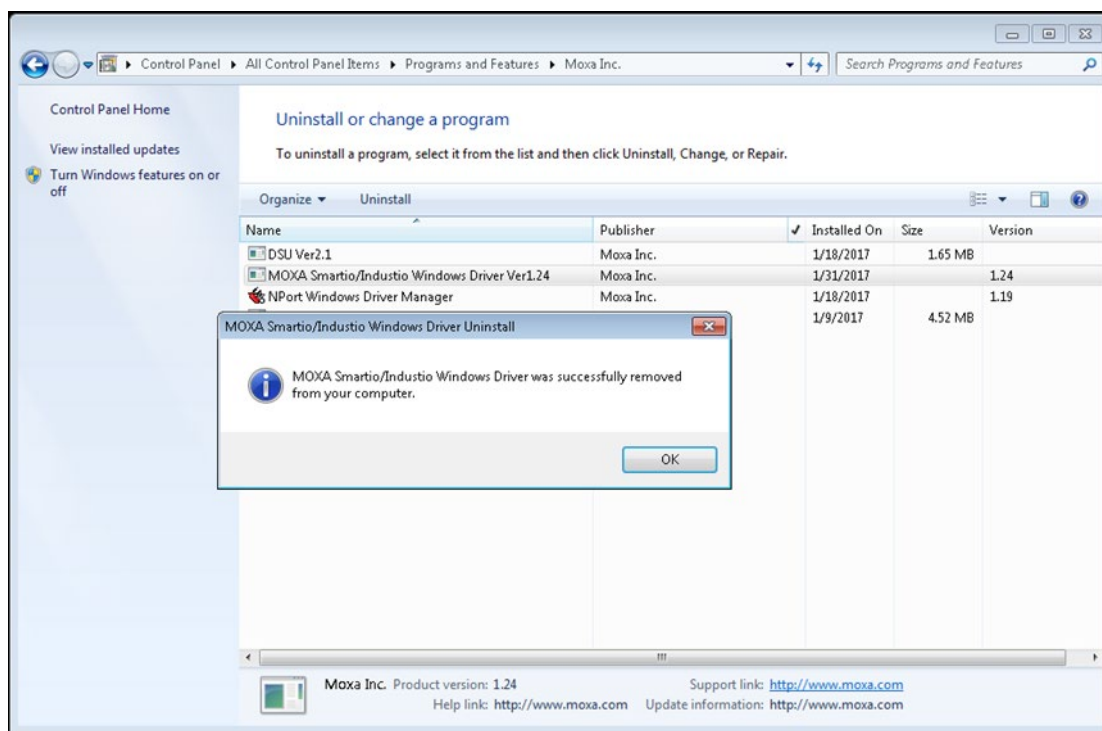 Control Panel ▸ All Control Panel Items ▸ Programs and Features ▸ Moxa Inc.
Search Programs and Features
Control Panel Home
View installed updates
Turn Windows features on or
off
Uninstall or change a program
To uninstall a program, select it from the list and then click Uninstall, Change, or Repair.
Organize Uninstall
Name Publisher Installed On Size Version
DSU Ver2.1 Moxa Inc. 1/18/2017 1.65 MB
MOXA Smartio/Industio Windows Driver Ver1.24 Moxa Inc. 1/31/2017 1.24
NPort Windows Driver Manager Moxa Inc. 1/18/2017 1.19
1/9/2017 4.52 MB
MOXA Smartio/Industio Windows Driver Uninstall
MOXA Smartio/Industio Windows Driver was successfully removed
from your computer.
OK
Moxa Inc. Product version: 1.24 Support link: http://www.moxa.com
Help link: http://www.moxa.com Update information: http://www.moxa.com